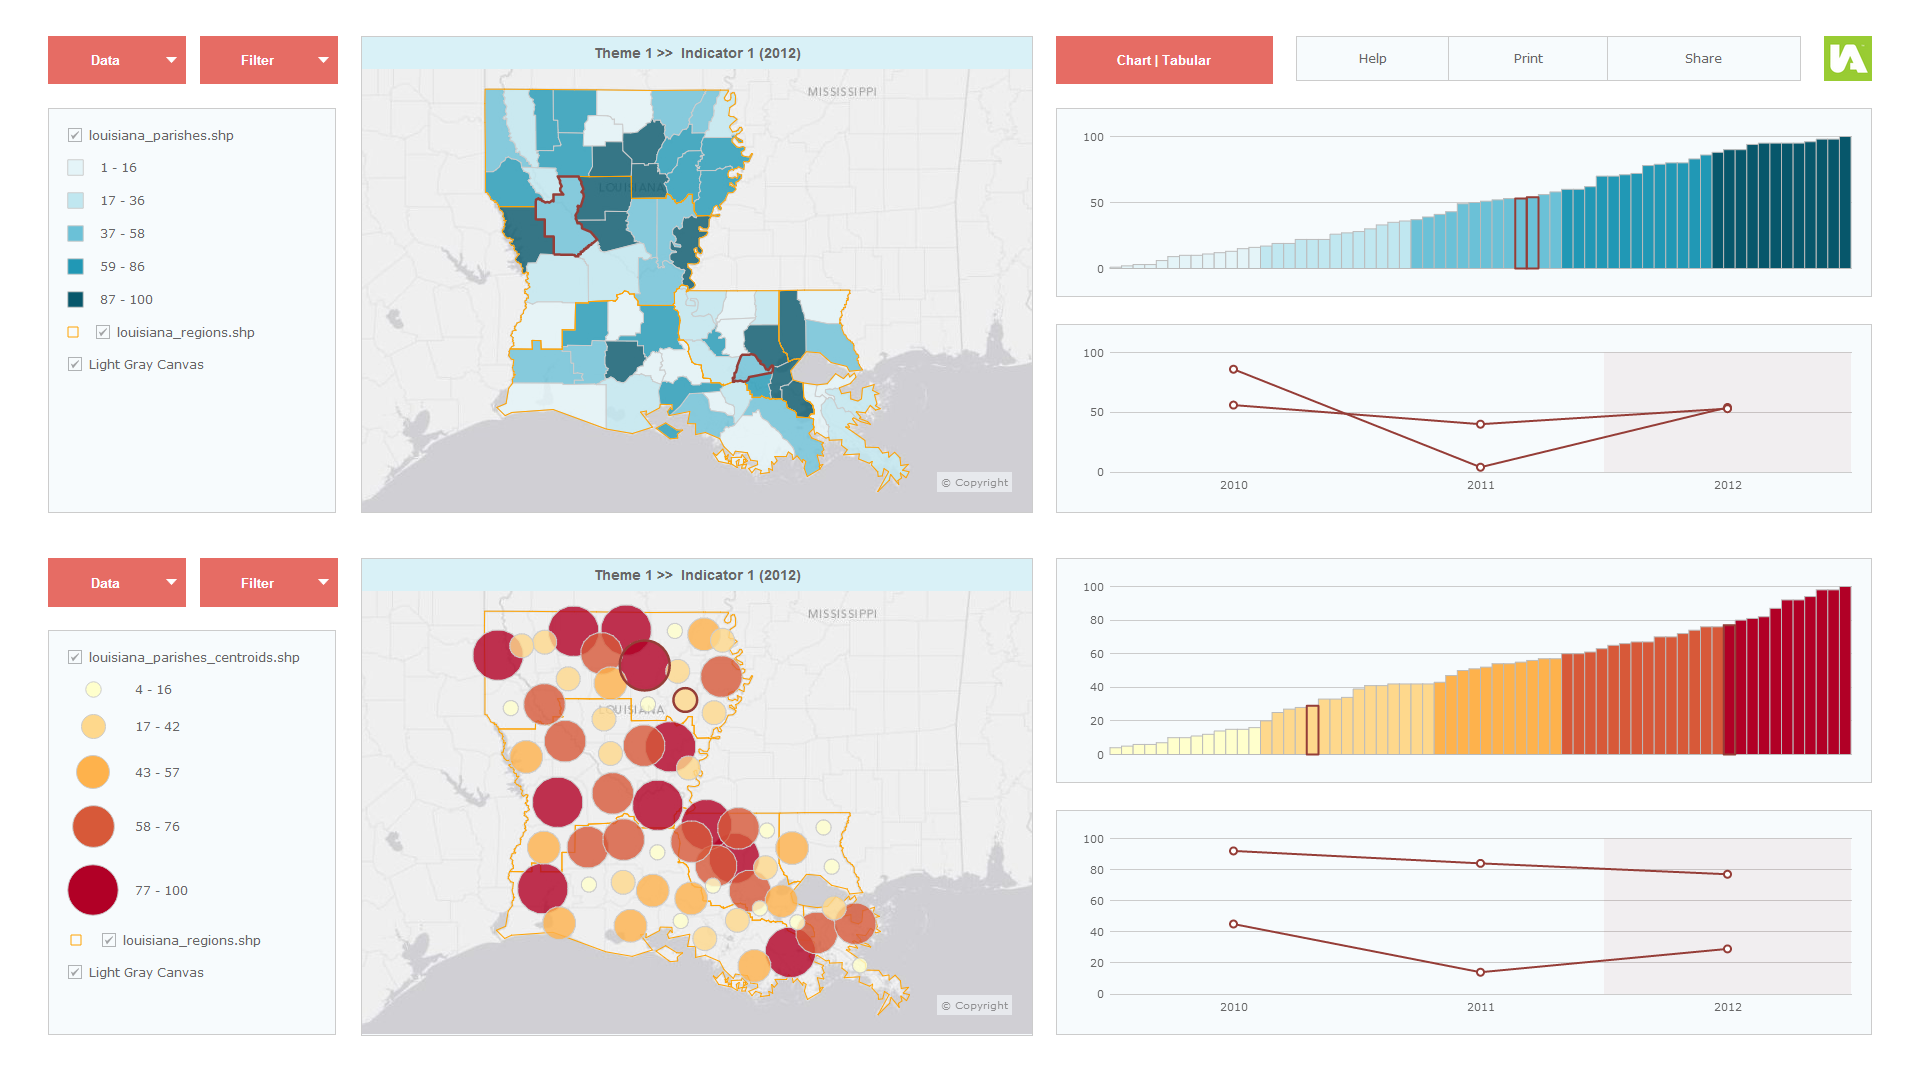 Data
Filter
Theme 1 >> Indicator 1 (2012)
Chart | Tabular
Help
Print
Share
louisiana_parishes.shp
1 - 16
17 - 36
37 - 58
59 - 86
87 - 100
louisiana_regions.shp
Light Gray Canvas
MISSISSIPPI
LOUISIANA
© Copyright
100
50
0
100
50
0
2010
2011
2012
Data
Filter
Theme 1 >> Indicator 1 (2012)
louisiana_parishes_centroids.shp
4 - 16
17 - 42
43 - 57
58 - 76
77 - 100
louisiana_regions.shp
Light Gray Canvas
MISSISSIPPI
LOUISIANA
© Copyright
100
80
60
40
20
0
100
80
60
40
20
0
2010
2011
2012